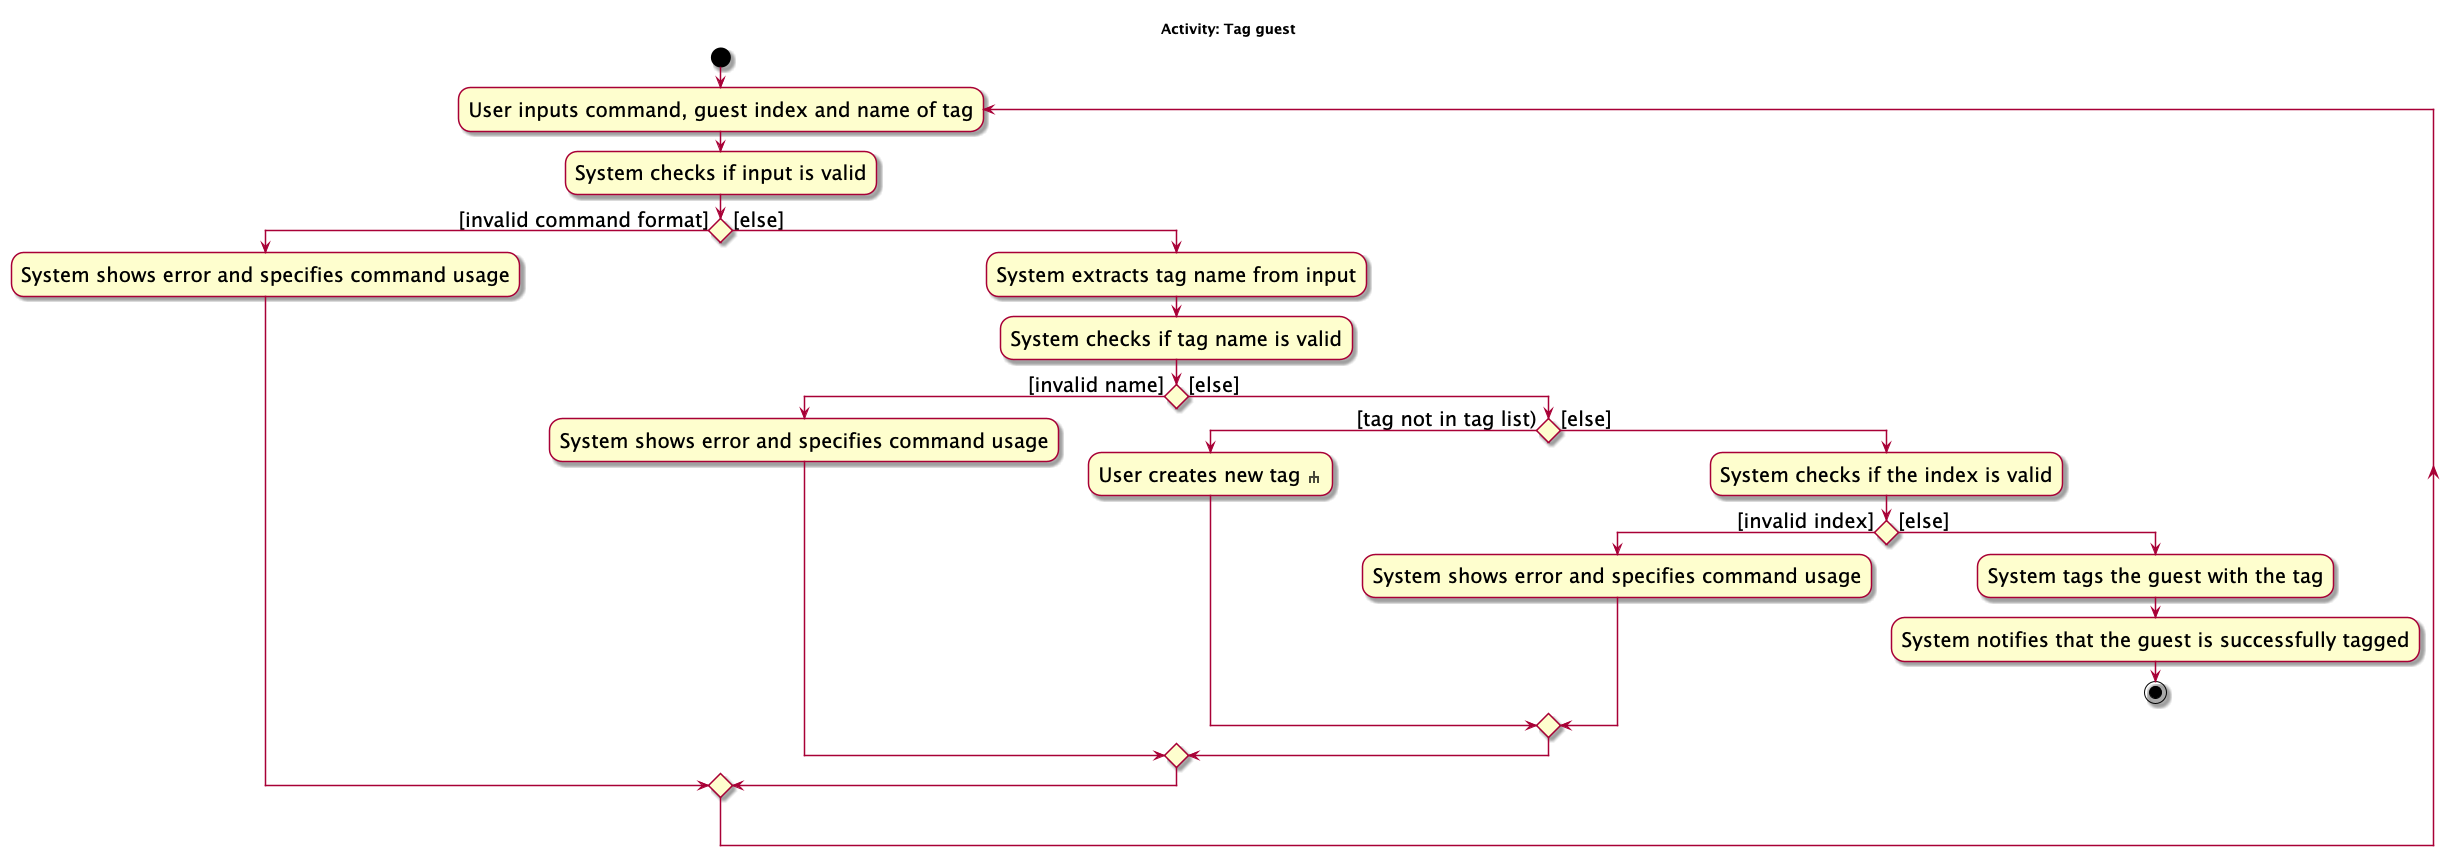 Activity: Tag guest
User inputs command, guest index and name of tag
System checks if input is valid
[invalid command format] [else]
System shows error and specifies command usage
System extracts tag name from input
System checks if tag name is valid
[invalid name] [else]
System shows error and specifies command usage
[tag not in tag list) [else]
User creates new tag
System checks if the index is valid
[invalid index] [else]
System shows error and specifies command usage
System tags the guest with the tag
System notifies that the guest is successfully tagged